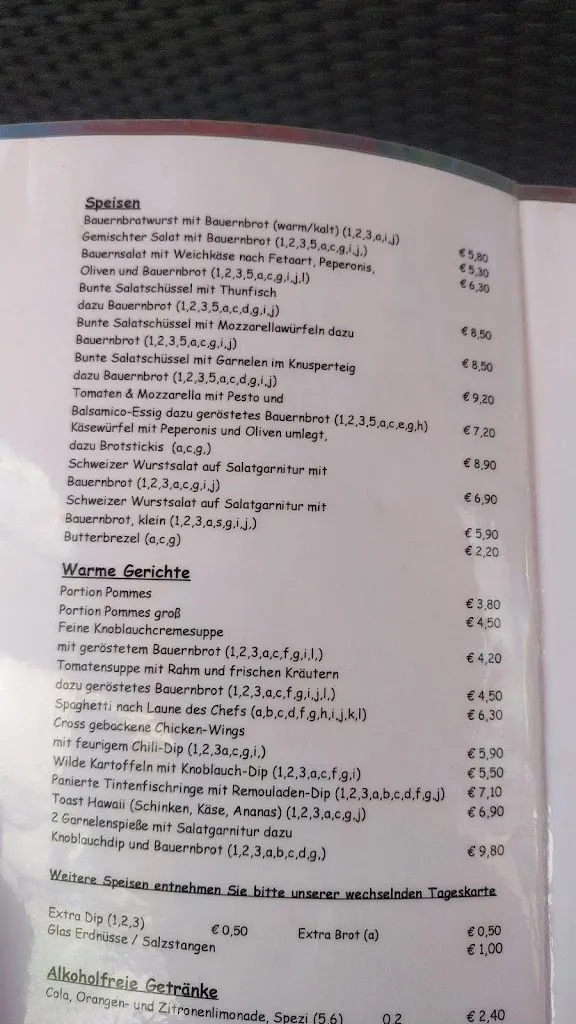 Speisen
Bauernbratwurst mit Bauernbrot (warm/kalt) (1,2,3,a,i,j) € 5,80
Gemischter Salat mit Bauernbrot (1,2,3,5,a,c,g,i,j,) € 5,30
Bauernsalat mit Weichkäse nach Fetaart, Peperonis,
Oliven und Bauernbrot (1,2,3,5,a,c,g,i,j,l) € 6,30
Bunte Salatschüssel mit Thunfisch
dazu Bauernbrot (1,2,3,5,a,c,d,g,i,j) € 8,50
Bunte Salatschüssel mit Mozzarellawürfeln dazu
Bauernbrot (1,2,3,5,a,c,g,i,j) € 8,50
Bunte Salatschüssel mit Garnelen im Knusperteig
dazu Bauernbrot (1,2,3,5,a,c,d,g,i,j) € 9,20
Tomaten & Mozzarella mit Pesto und
Balsamico-Essig dazu geröstetes Bauernbrot (1,2,3,5,a,c,e,g,h) € 7,20
Käsewürfel mit Peperonis und Oliven umlegt,
dazu Brotstickis (a,c,g,) € 8,90
Schweizer Wurstsalat auf Salatgarnitur mit
Bauernbrot (1,2,3,a,c,g,i,j) € 6,90
Schweizer Wurstsalat auf Salatgarnitur mit
Bauernbrot, klein (1,2,3,a,s,g,i,j,) € 5,90
Butterbrezel (a,c,g) € 2,20
Warme Gerichte
Portion Pommes € 3,80
Portion Pommes groß € 4,50
Feine Knoblauchcremesuppe
mit geröstetem Bauernbrot (1,2,3,a,c,f,g,i,l,) € 4,20
Tomatensuppe mit Rahm und frischen Kräutern
dazu geröstetes Bauernbrot (1,2,3,a,c,f,g,i,j,l,) € 4,50
Spaghetti nach Laune des Chefs (a,b,c,d,f,g,h,i,j,k,l) € 6,30
Cross gebackene Chicken-Wings
mit feurigem Chili-Dip (1,2,3a,c,g,i,) € 5,90
Wilde Kartoffeln mit Knoblauch-Dip (1,2,3,a,c,f,g,i) € 5,50
Panierte Tintenfischringe mit Remouladen-Dip (1,2,3,a,b,c,d,f,g,j) € 7,10
Toast Hawaii (Schinken, Käse, Ananas) (1,2,3,a,c,g,j) € 6,90
2 Garnelenspieße mit Salatgarnitur dazu
Knoblauchdip und Bauernbrot (1,2,3,a,b,c,d,g,) € 9,80
Weitere Speisen entnehmen Sie bitte unserer wechselnden Tageskarte
Extra Dip (1,2,3) € 0,50 Extra Brot (a) € 0,50
Glas Erdnüsse / Salzstangen € 1,00
Alkoholfreie Getränke
Cola, Orangen- und Zitronenlimonade, Spezi (5,6) 0,2 € 2,40